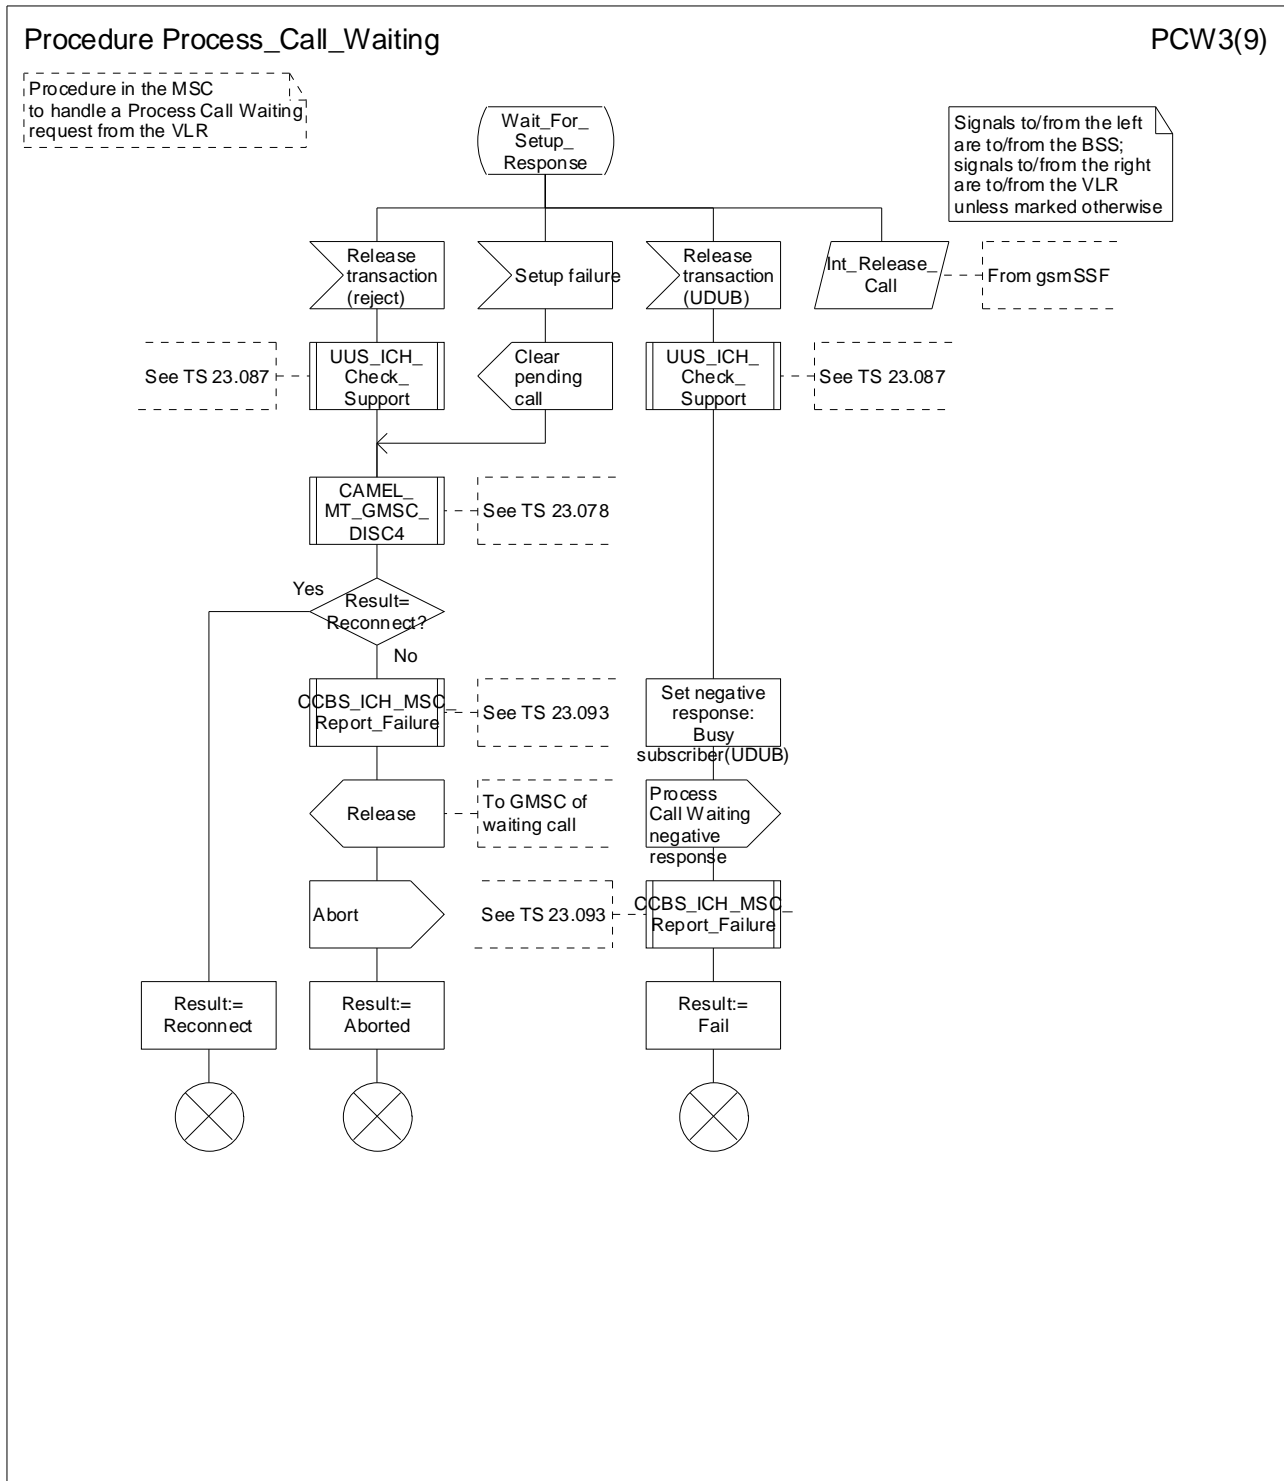 Procedure Process_Call_Waiting
PCW3(9)
Procedure in the MSC
to handle a Process Call Waiting
request from the VLR
Wait_For_
Setup_
Response
Signals to/from the left
are to/from the BSS;
signals to/from the right
are to/from the VLR
unless marked otherwise
Release
transaction
(reject)
Setup failure
Release
transaction
(UDUB)
Int_Release_
Call
From gsmSSF
See TS 23.087
UUS_ICH_
Check_
Support
Clear
pending
call
UUS_ICH_
Check_
Support
See TS 23.087
CAMEL_
MT_GMSC_
DISC4
See TS 23.078
Yes
Result=
Reconnect?
No
CCBS_ICH_MSC_
Report_Failure
See TS 23.093
Set negative
response:
Busy
subscriber(UDUB)
Release
To GMSC of
waiting call
Process
Call Waiting
negative
response
Abort
See TS 23.093
CCBS_ICH_MSC_
Report_Failure
Result:=
Reconnect
Result:=
Aborted
Result:=
Fail